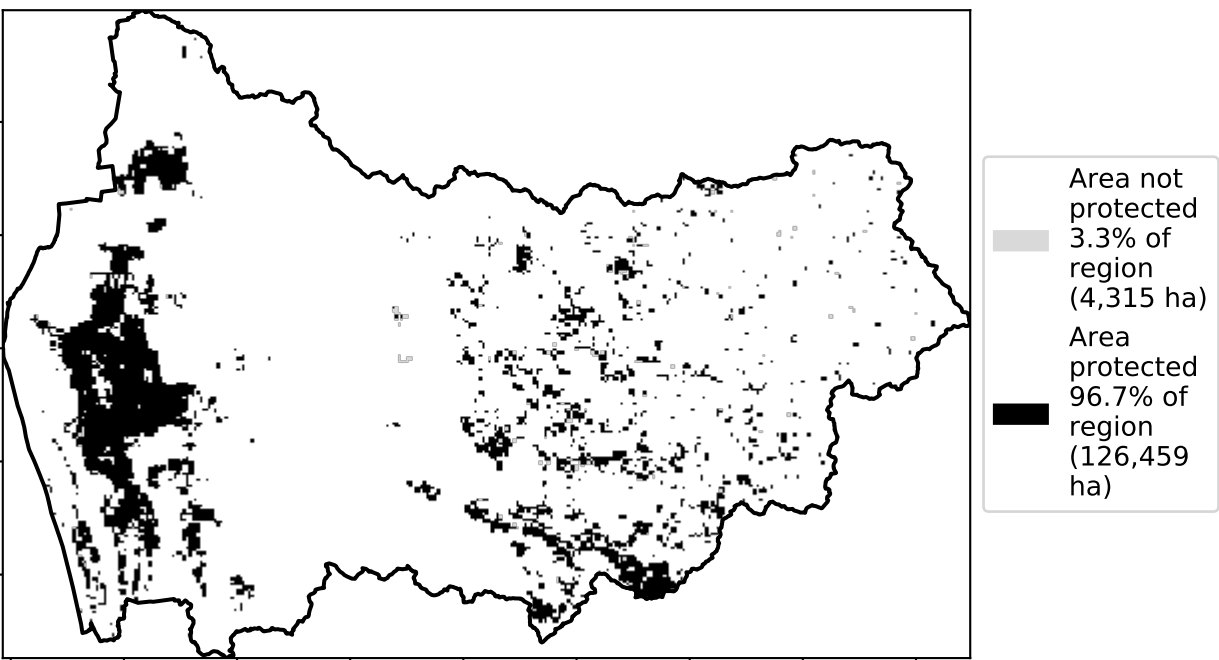 Area not
protected
3.3% of
region
(4,315 ha)
Area
protected
96.7% of
region
(126,459
ha)